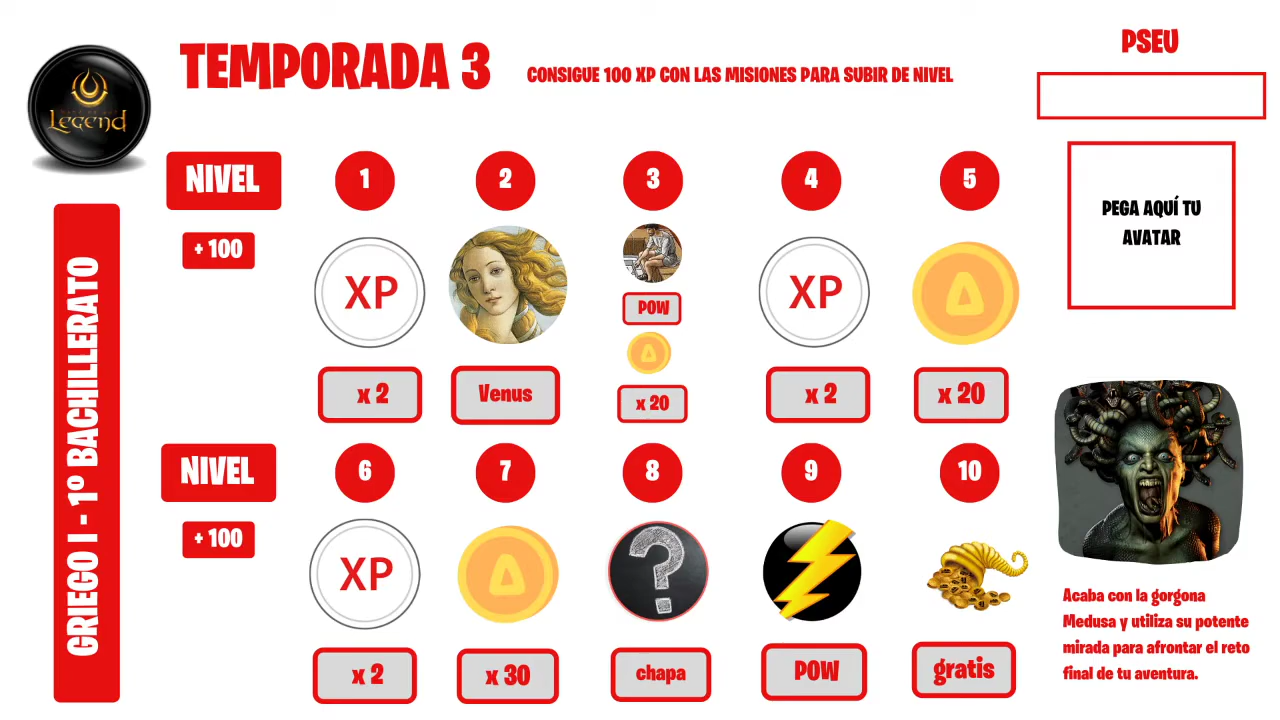 TEMPORADA 3
CONSIGUE 100 XP CON LAS MISIONES PARA SUBIR DE NIVEL
PSEU
Legend
PEGA AQUÍ TU
AVATAR
GRIEGO I - 1º BACHILLERATO
NIVEL
1
2
3
4
5
+ 100
XP
POW
XP
x 2
Venus
x 20
x 2
x 20
NIVEL
6
7
8
9
10
+ 100
XP
?
x 2
x 30
chapa
POW
gratis
Acaba con la gorgona
Medusa y utiliza su potente
mirada para afrontar el reto
final de tu aventura.